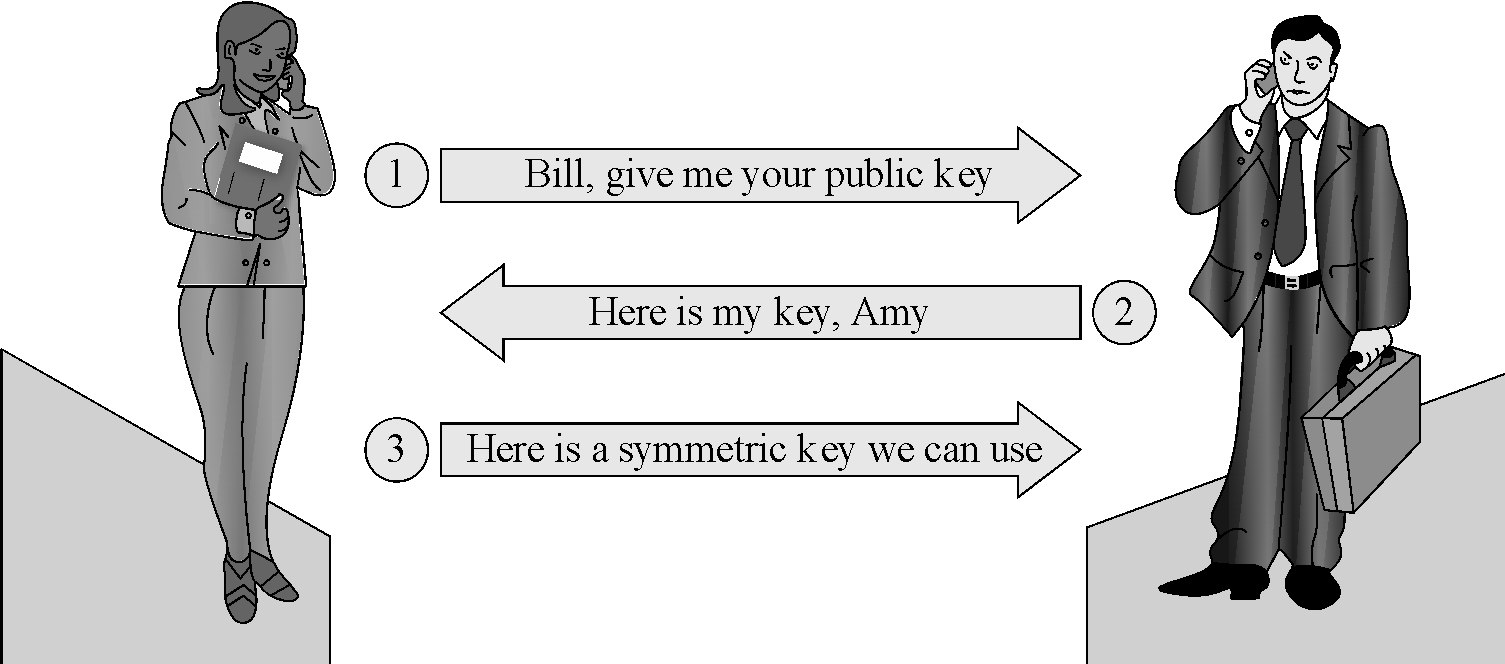 1 Bill, give me your public key
Here is my key, Amy 2
3 Here is a symmetric key we can use